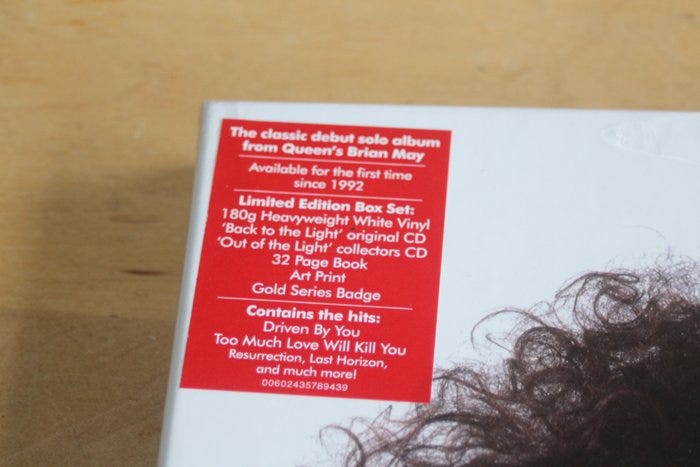 The classic debut solo album
from Queen's Brian May
Available for the first time
since 1992
Limited Edition Box Set:
180g Heavyweight White Vinyl
'Back to the Light' original CD
'Out of the Light' collectors CD
32 Page Book
Art Print
Gold Series Badge
Contains the hits:
Driven By You
Too Much Love Will Kill You
Resurrection, Last Horizon,
and much more!
00602435789439